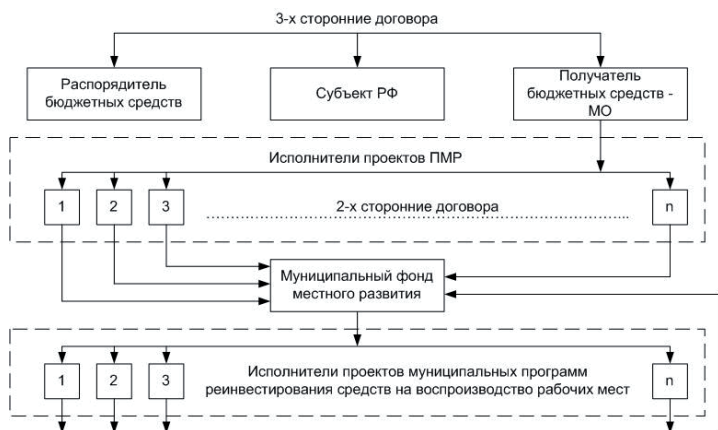 3-х сторонние договора
Распорядитель
бюджетных средств
Субъект РФ
Получатель
бюджетных средств -
МО
Исполнители проектов ПМР
1
2
3
2-х сторонние договора
n
Муниципальный фонд
местного развития
1
2
3
Исполнители проектов муниципальных программ
реинвестирования средств на воспроизводство рабочих мест
n